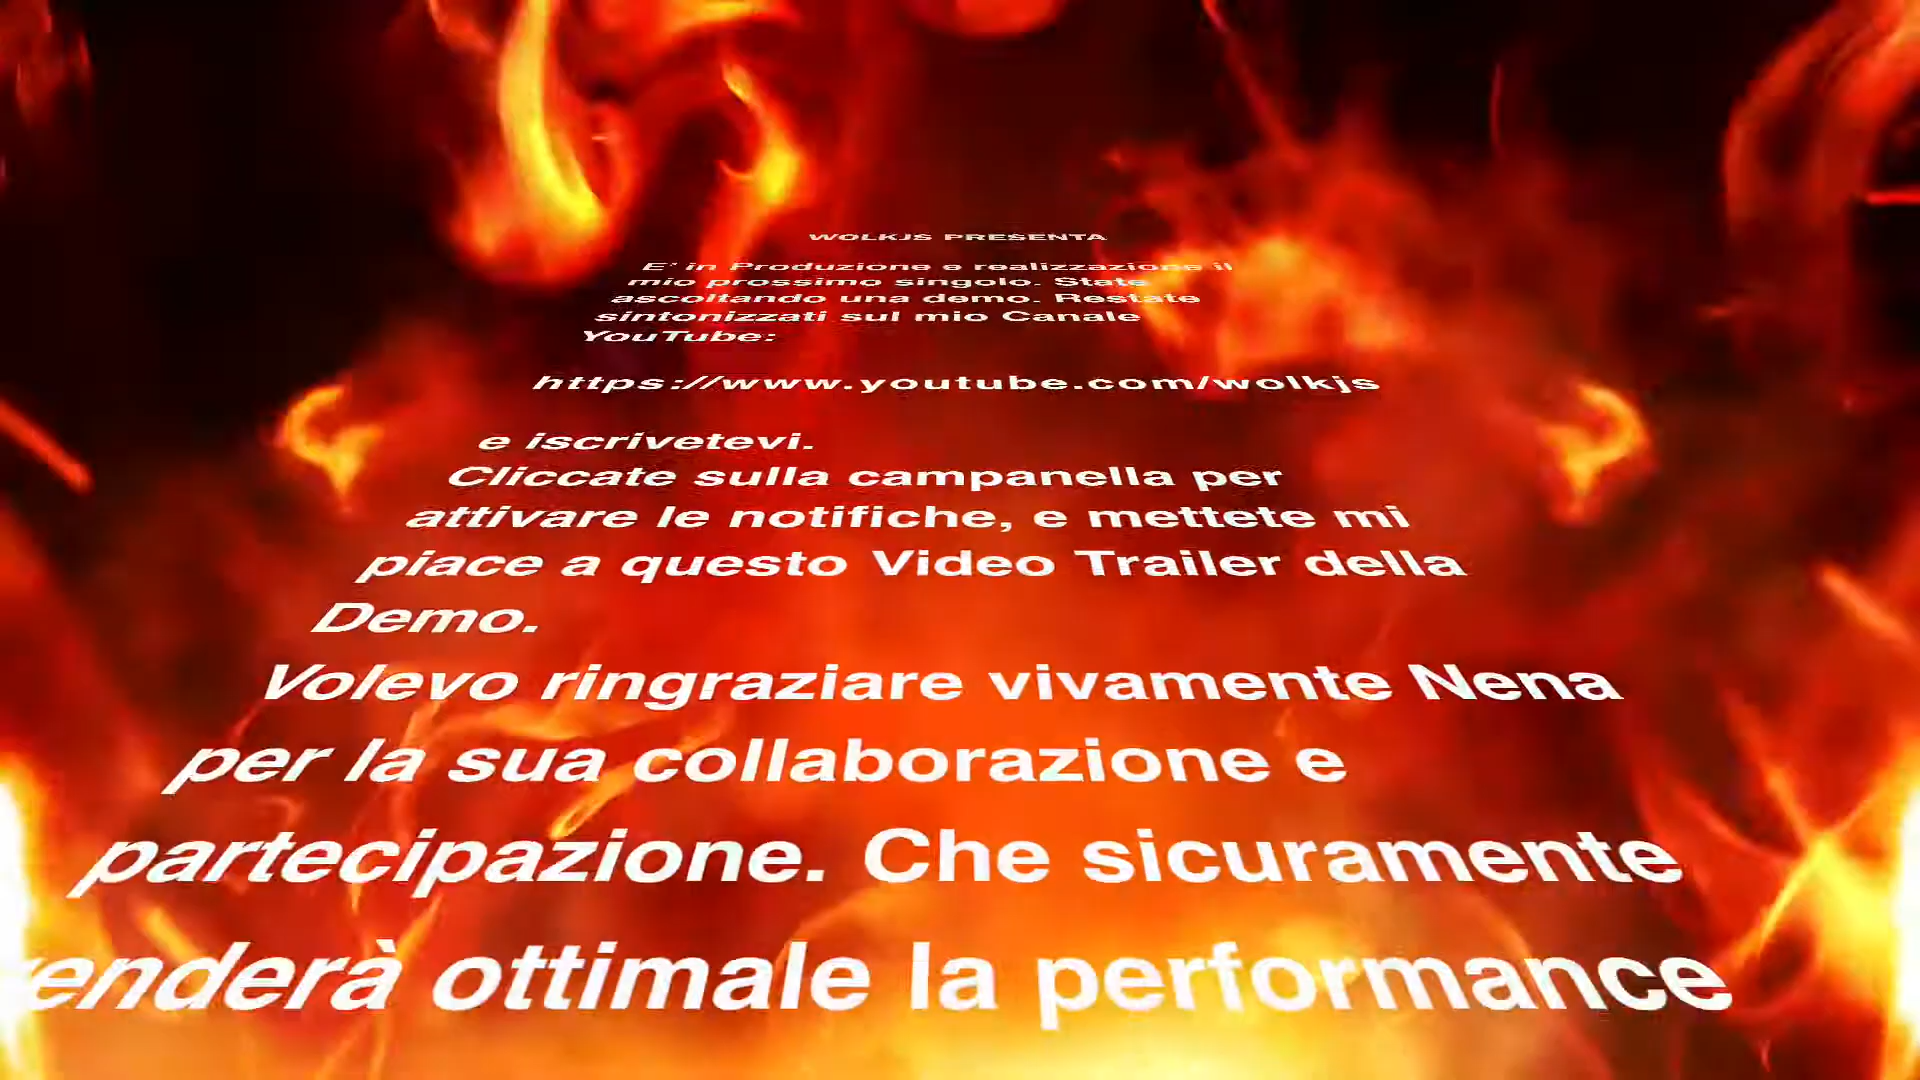 WOLKJS PRESENTA
E' in Produzione e realizzazione il
mio prossimo singolo. State
ascoltando una demo. Restate
sintonizzati sul mio Canale
YouTube:
https://www.youtube.com/wolkjs
e iscrivetevi.
Cliccate sulla campanella per
attivare le notifiche, e mettete mi
piace a questo Video Trailer della
Demo.
Volevo ringraziare vivamente Nena
per la sua collaborazione e
partecipazione. Che sicuramente
renderà ottimale la performance